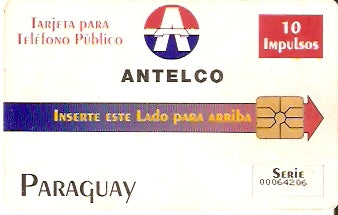 Tarjeta para
Teléfono Público
10
Impulsos
ANTELCO
Inserte este Lado para arriba
Paraguay
Serie
00064206